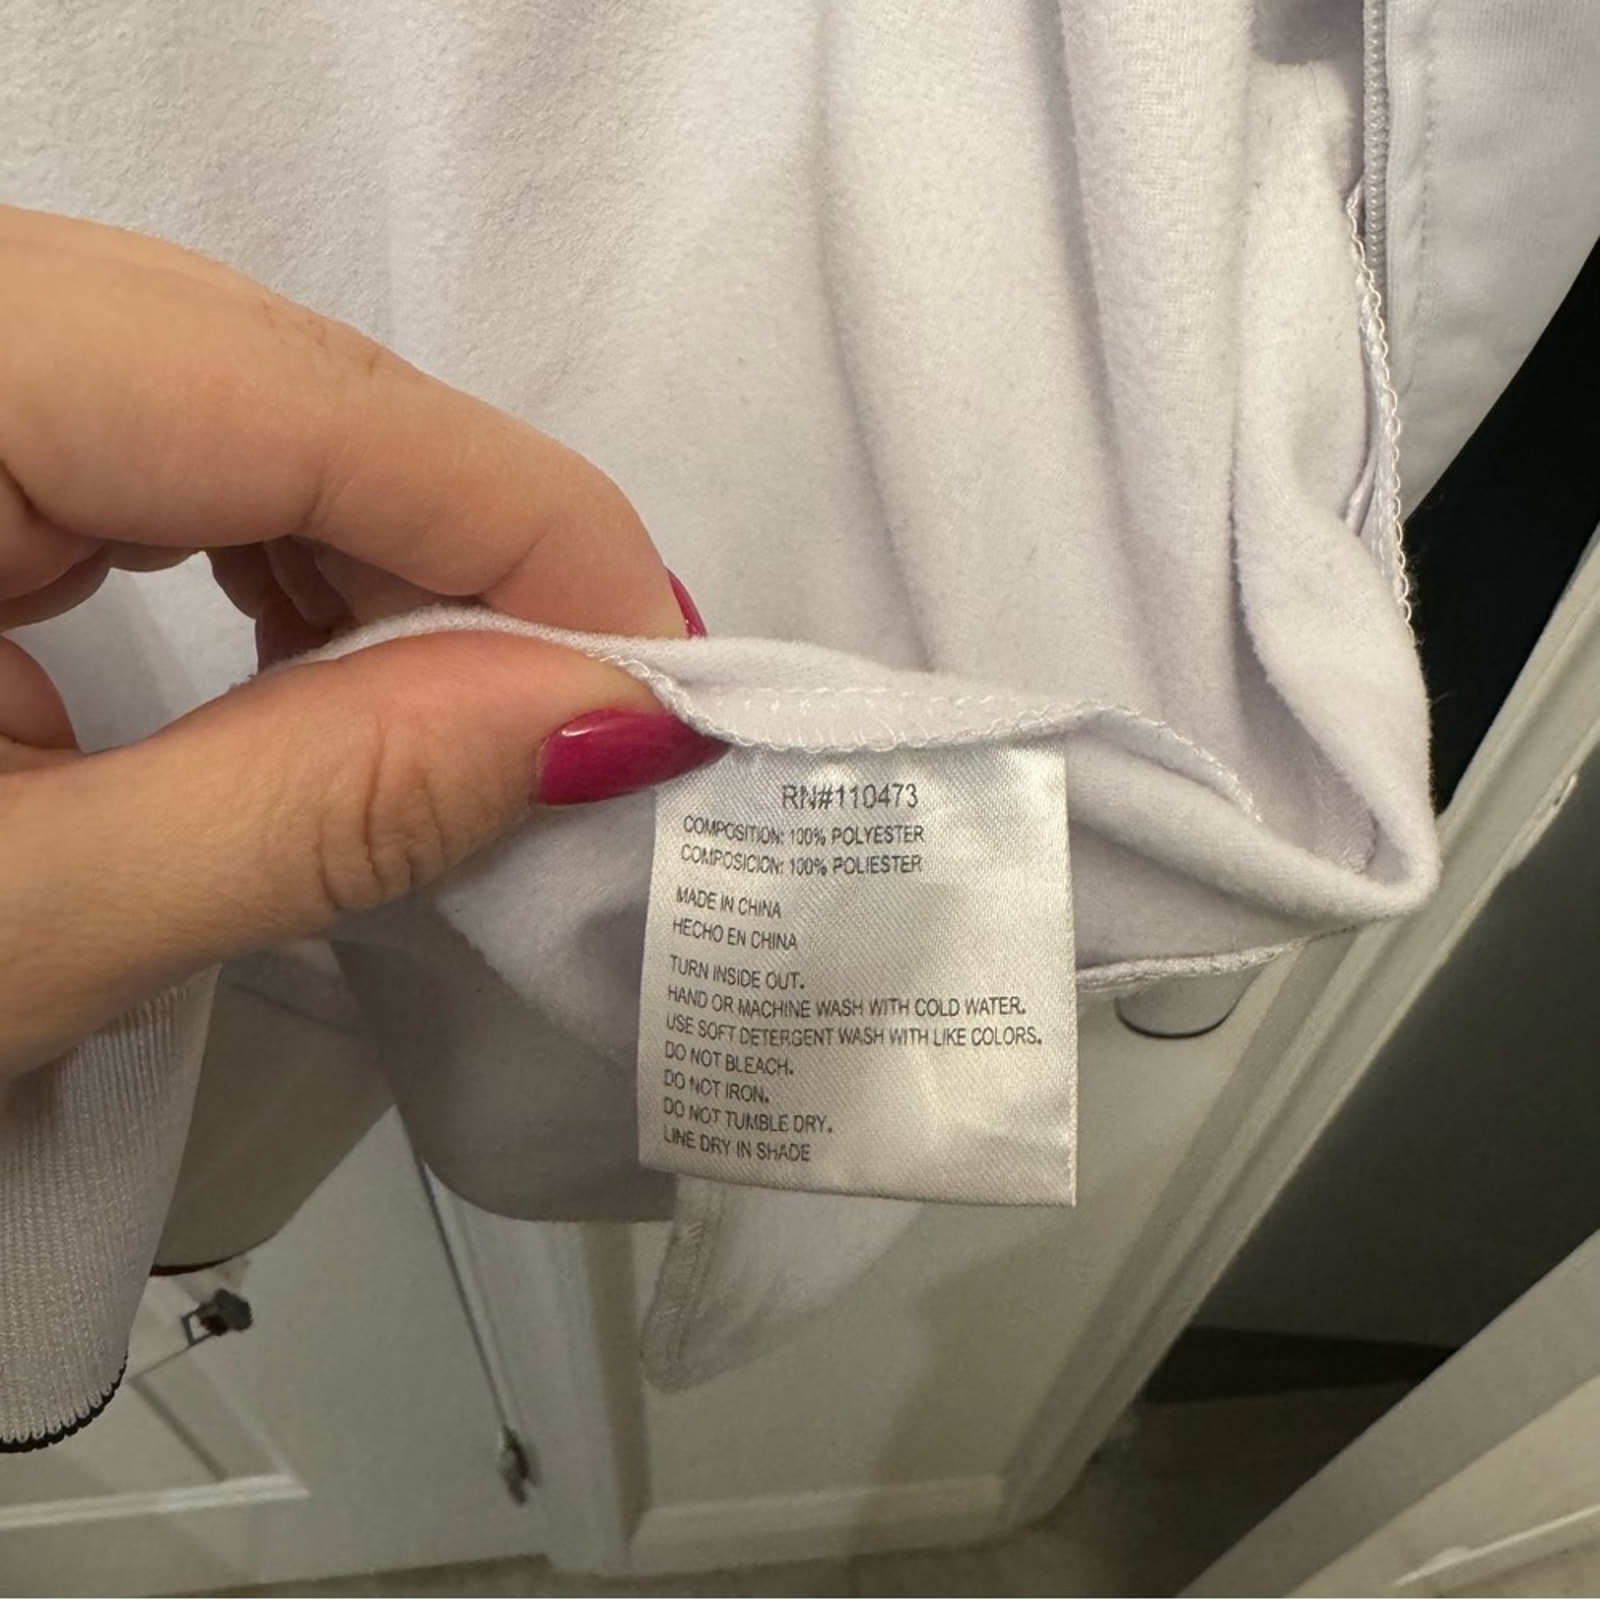 RN#110473
COMPOSITION: 100% POLYESTER
COMPOSICION: 100% POLIESTER
MADE IN CHINA
HECHO EN CHINA
TURN INSIDE OUT.
HAND OR MACHINE WASH WITH COLD WATER.
USE SOFT DETERGENT WASH WITH LIKE COLORS.
DO NOT BLEACH.
DO NOT IRON.
DO NOT TUMBLE DRY.
LINE DRY IN SHADE